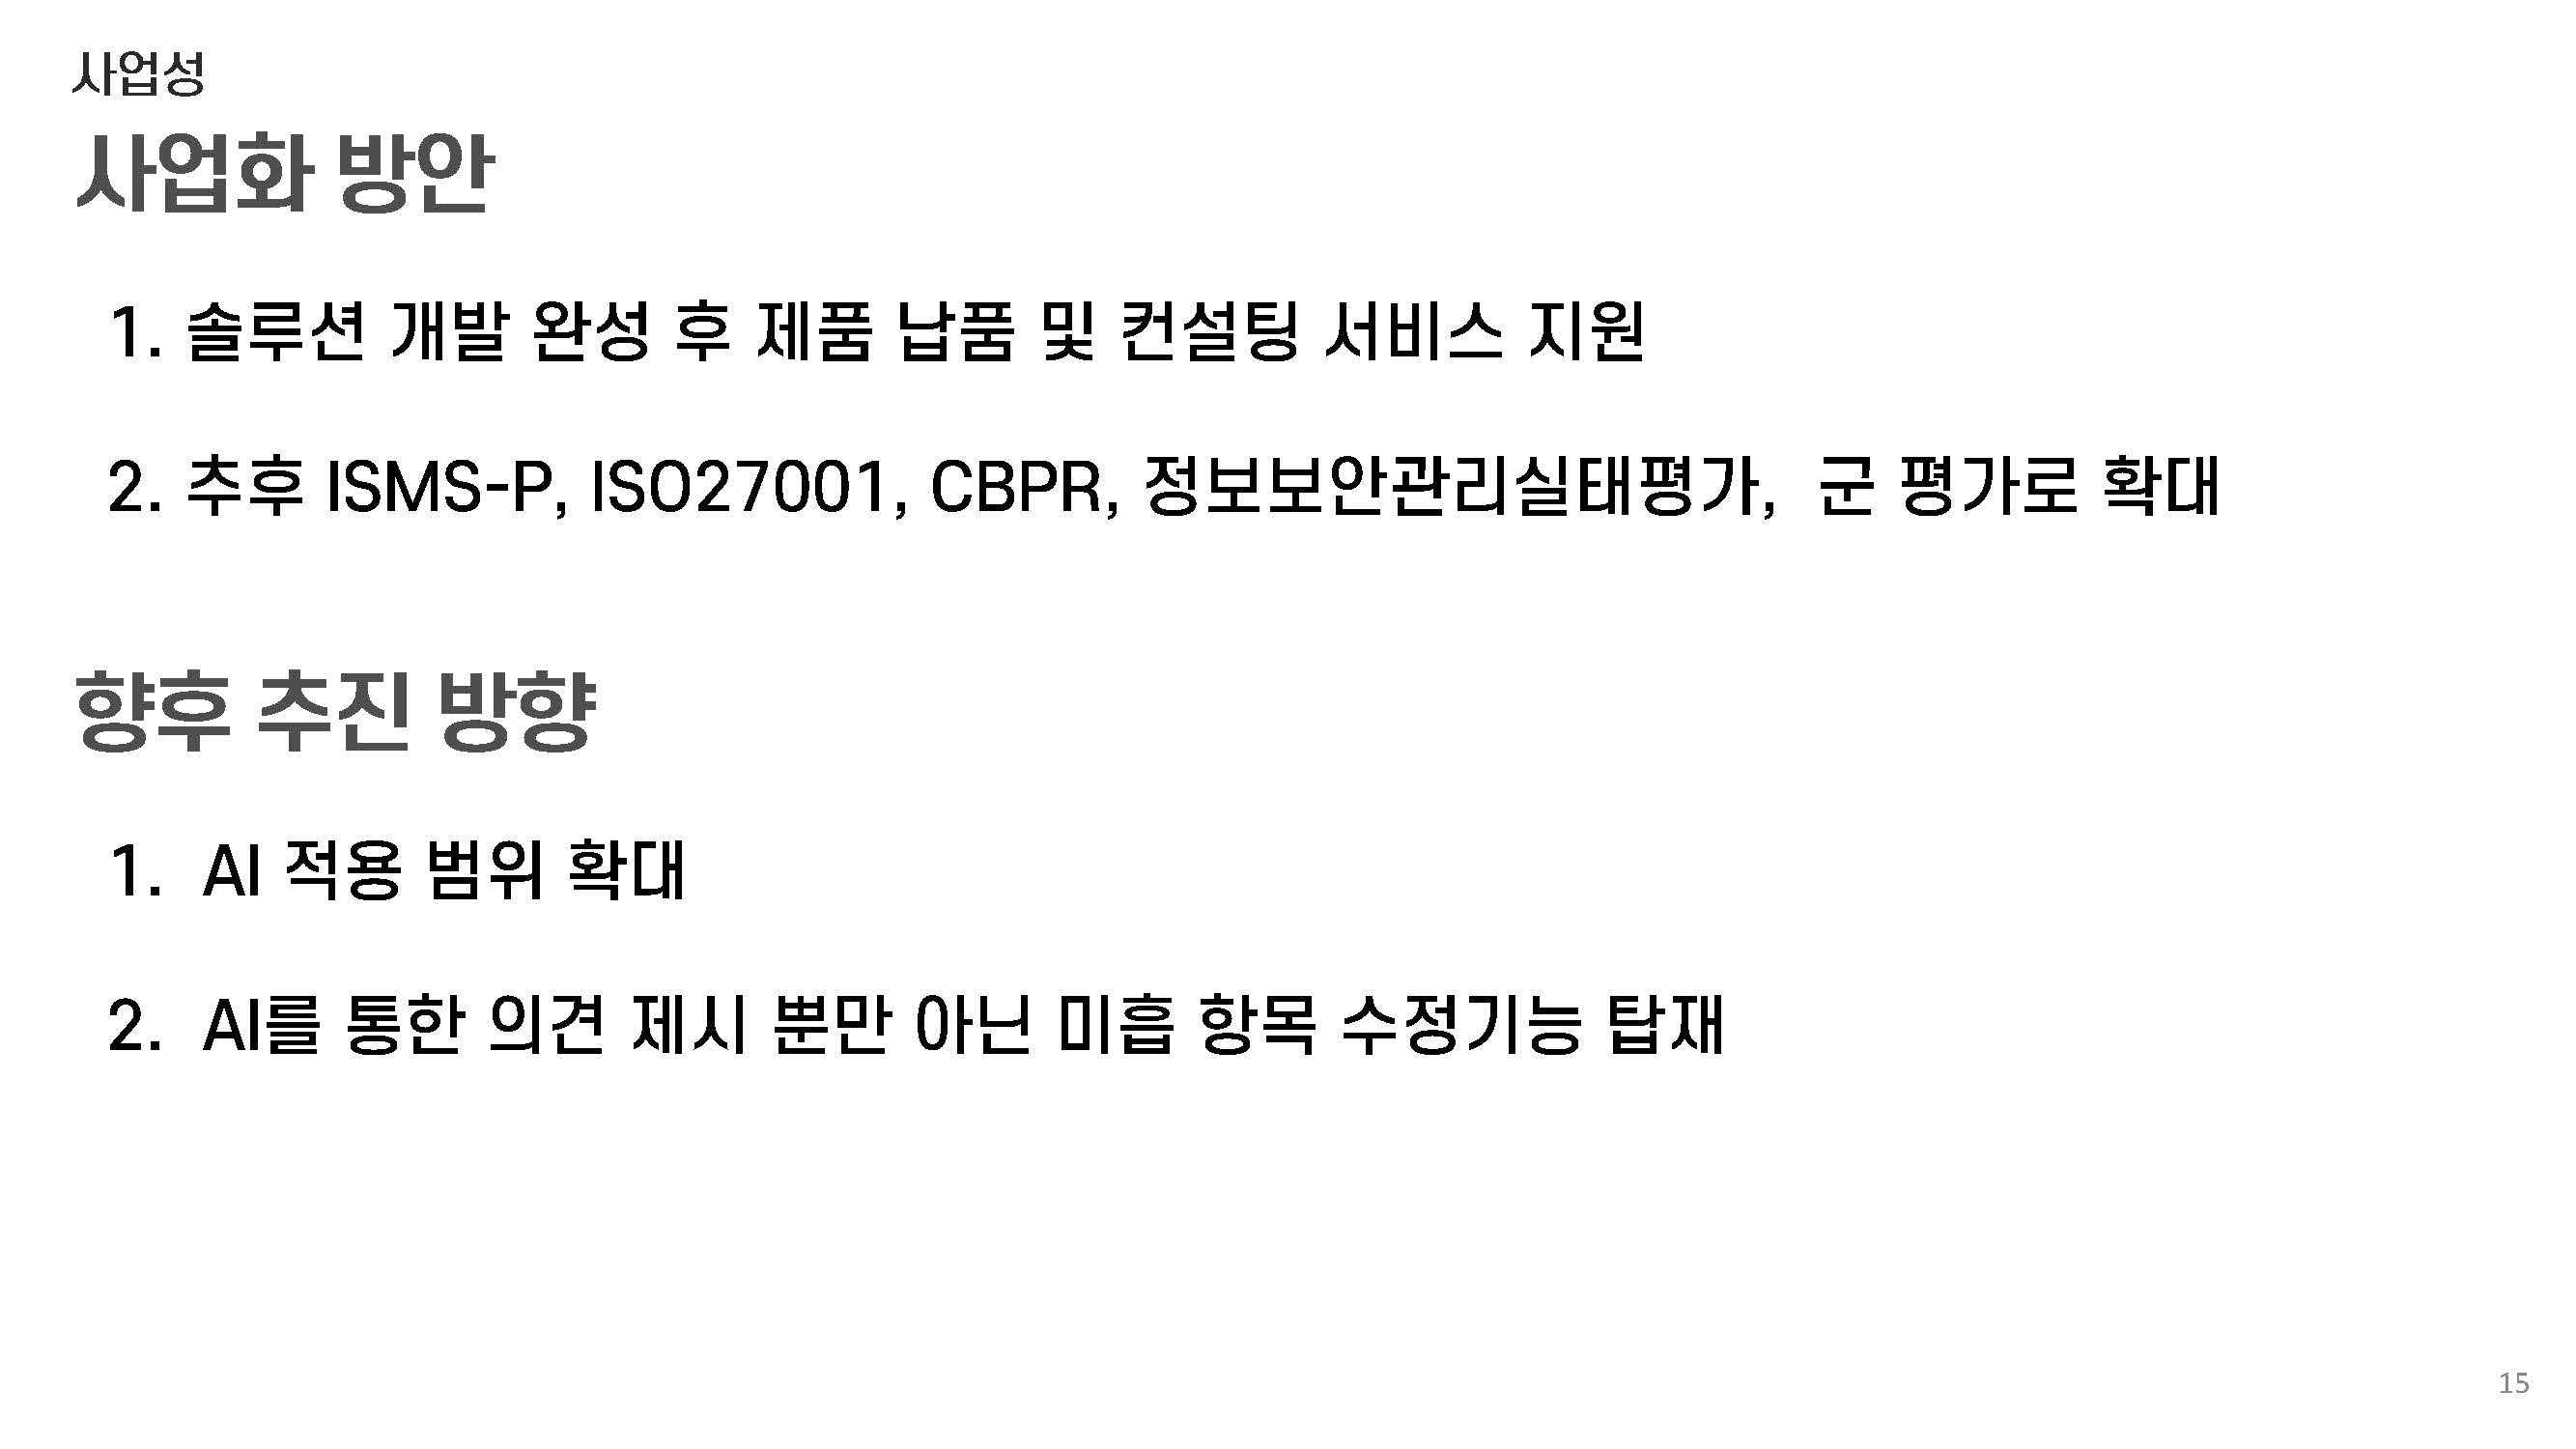 사업성
사업화 방안
1. 솔루션 개발 완성 후 제품 납품 및 컨설팅 서비스 지원
2. 추후 ISMS-P, ISO27001, CBPR, 정보보안관리실태평가, 군 평가로 확대
향후 추진 방향
1. AI 적용 범위 확대
2. AI를 통한 의견 제시 뿐만 아닌 미흡 항목 수정기능 탑재
15